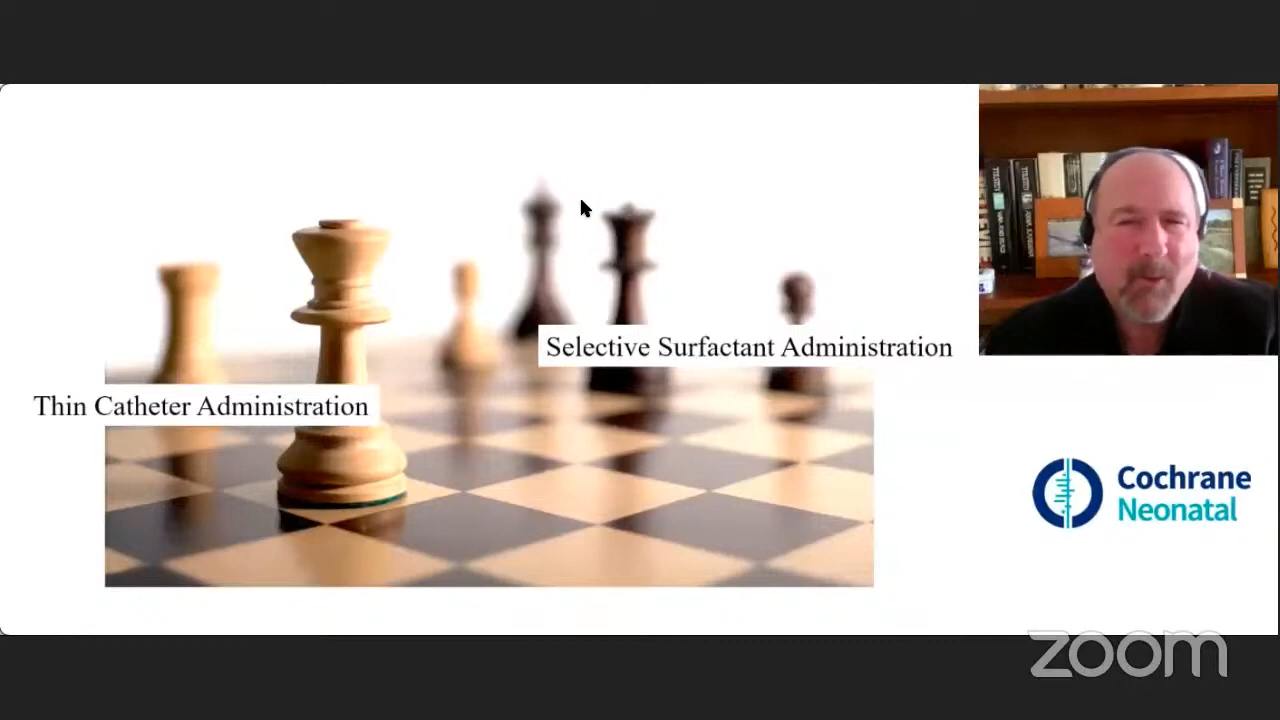 Selective Surfactant Administration
Thin Catheter Administration
Cochrane
Neonatal
zoom